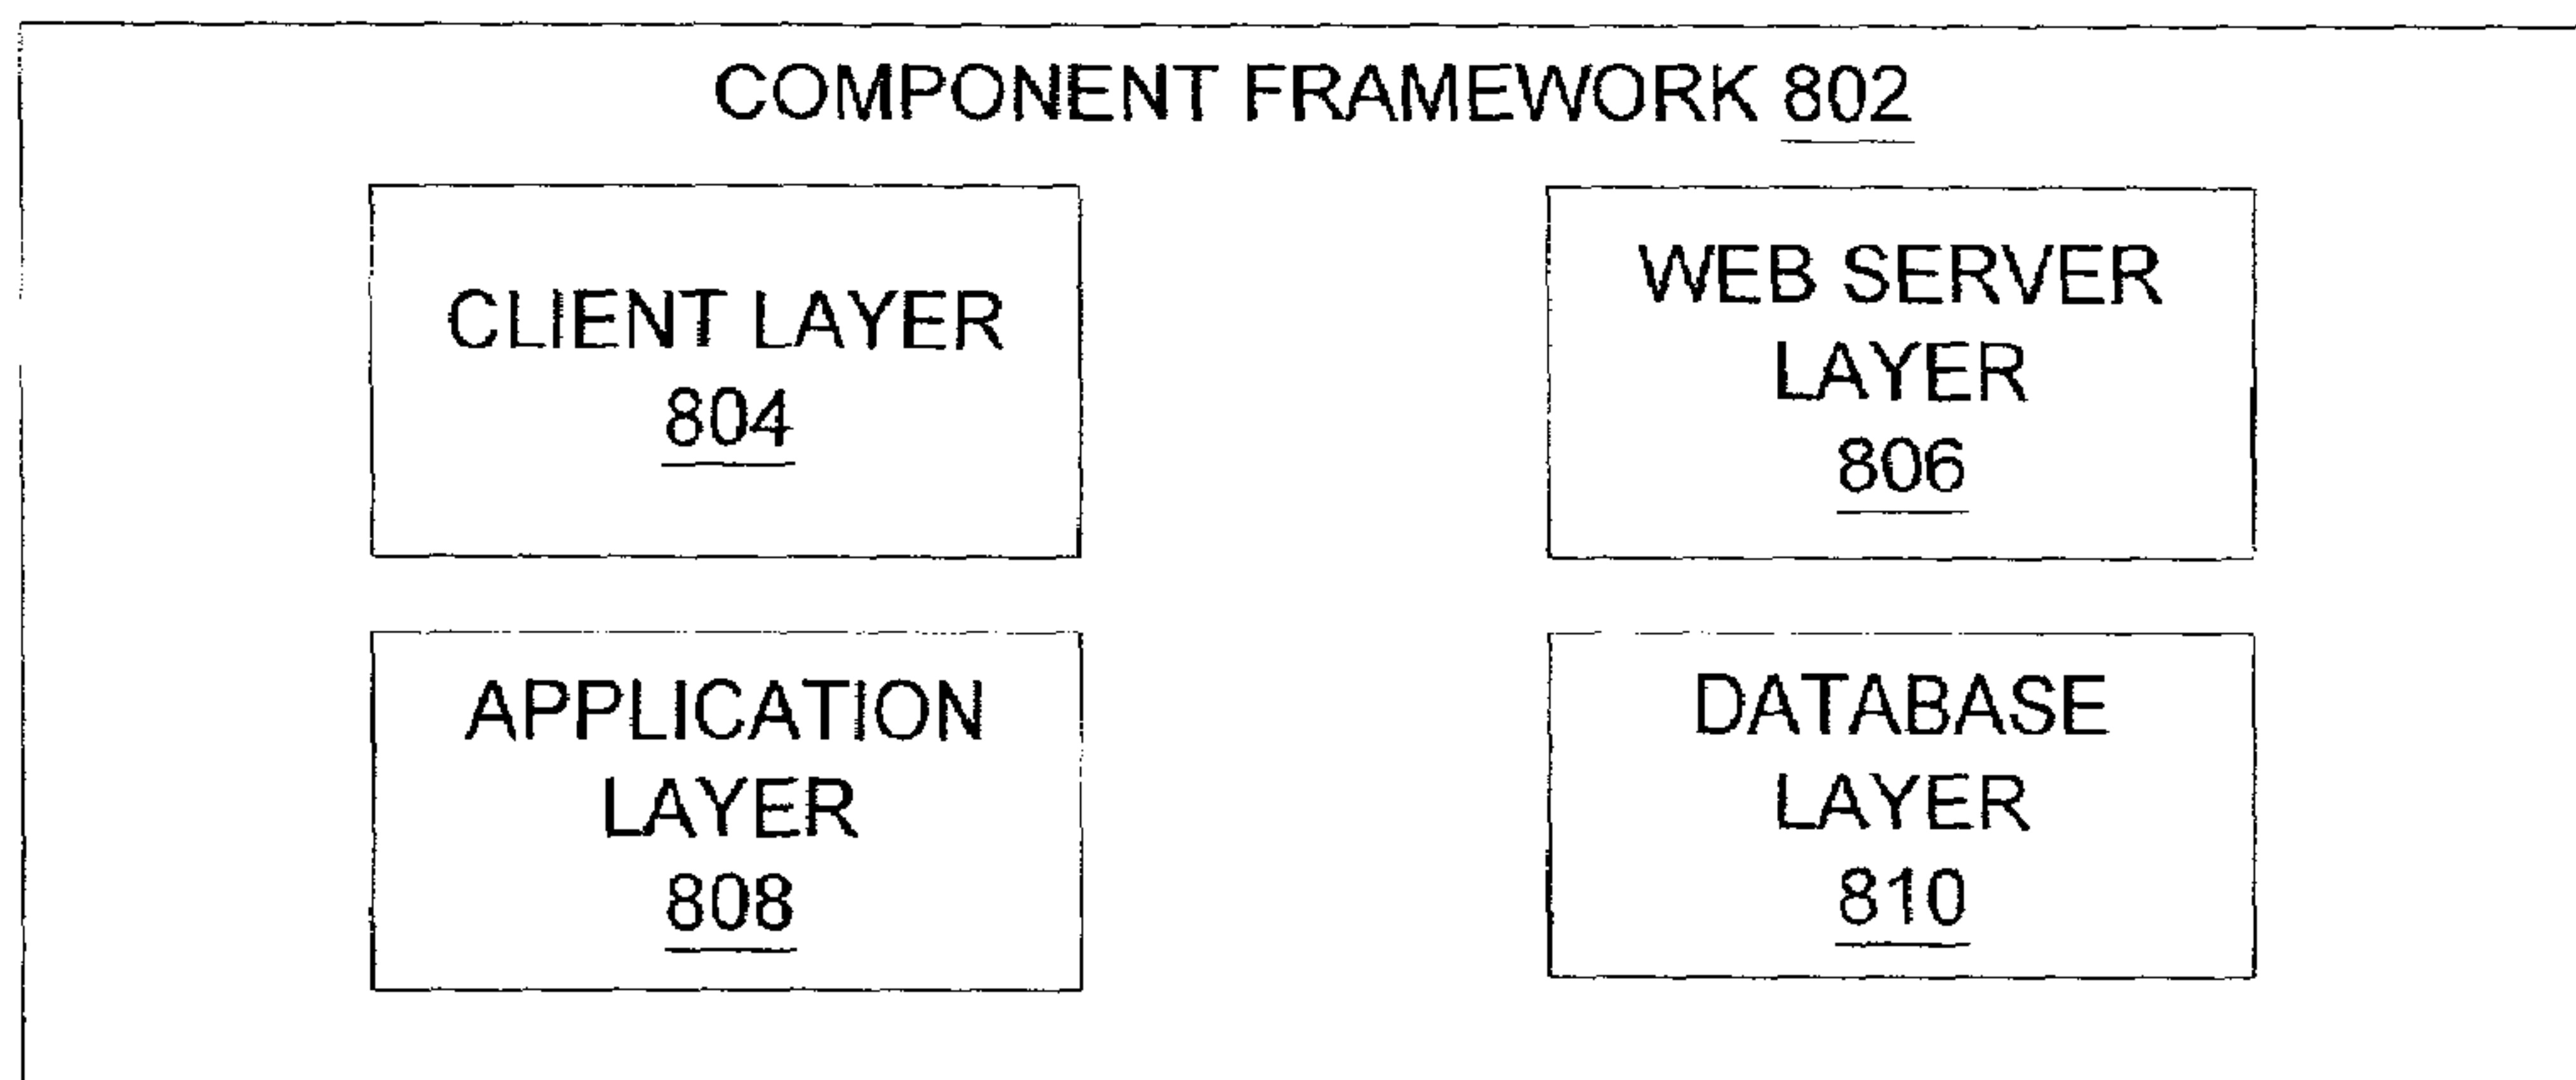 COMPONENT FRAMEWORK 802
CLIENT LAYER
804
WEB SERVER
LAYER
806
APPLICATION
LAYER
808
DATABASE
LAYER
810